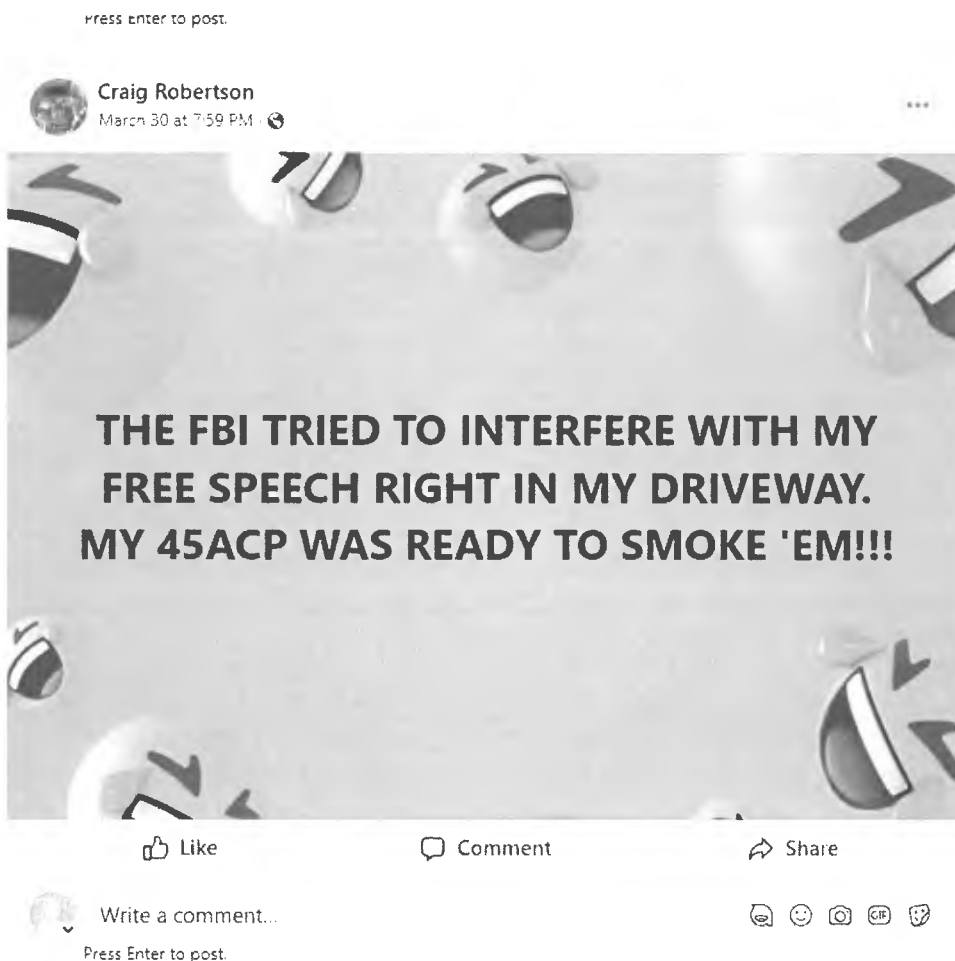 Press Enter to post.
Craig Robertson
March 30 at 7:59 PM
THE FBI TRIED TO INTERFERE WITH MY
FREE SPEECH RIGHT IN MY DRIVEWAY.
MY 45ACP WAS READY TO SMOKE 'EM!!!
Like Comment Share
Write a comment...
GIF
Press Enter to post.